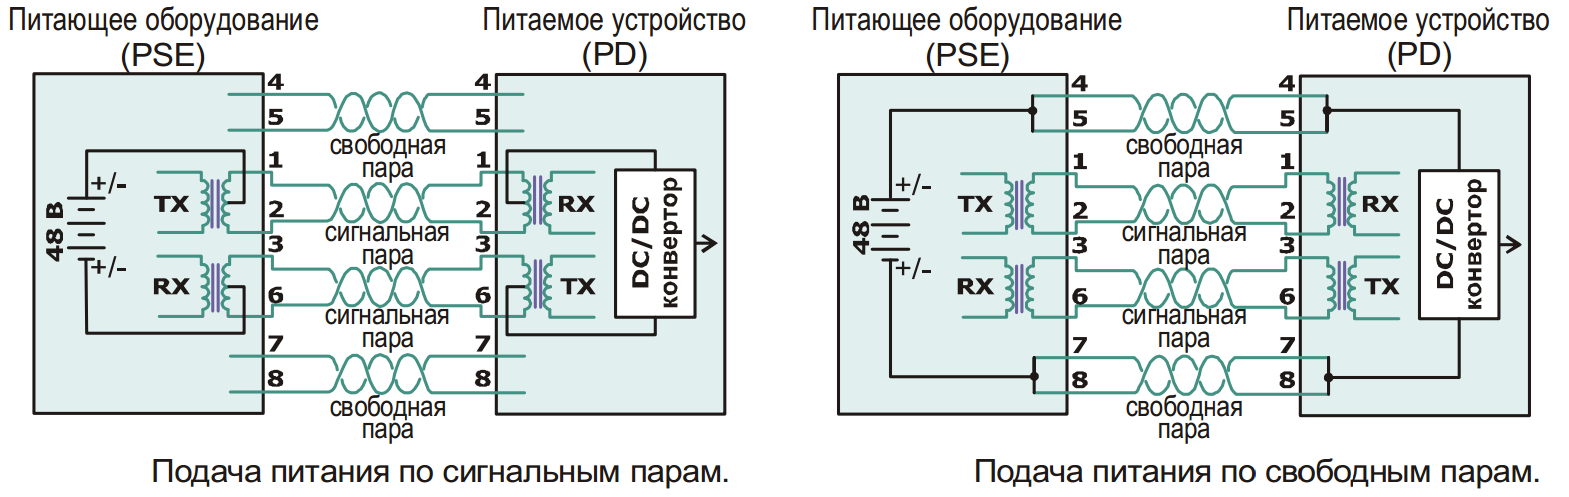 Питающее оборудование
(PSE)
Питаемое устройство
(PD)
4
5
4
5
свободная
пара
+/-
48 В
+/-
TX
RX
1
2
1
2
сигнальная
пара
3
6
3
6
сигнальная
пара
RX
TX
DC/DC
конвертор
7
8
7
8
свободная
пара
Подача питания по сигнальным парам.
Питающее оборудование
(PSE)
Питаемое устройство
(PD)
4
5
4
5
свободная
пара
+/-
48 В
+/-
TX
RX
1
2
1
2
сигнальная
пара
3
6
3
6
сигнальная
пара
RX
TX
DC/DC
конвертор
7
8
7
8
свободная
пара
Подача питания по свободным парам.